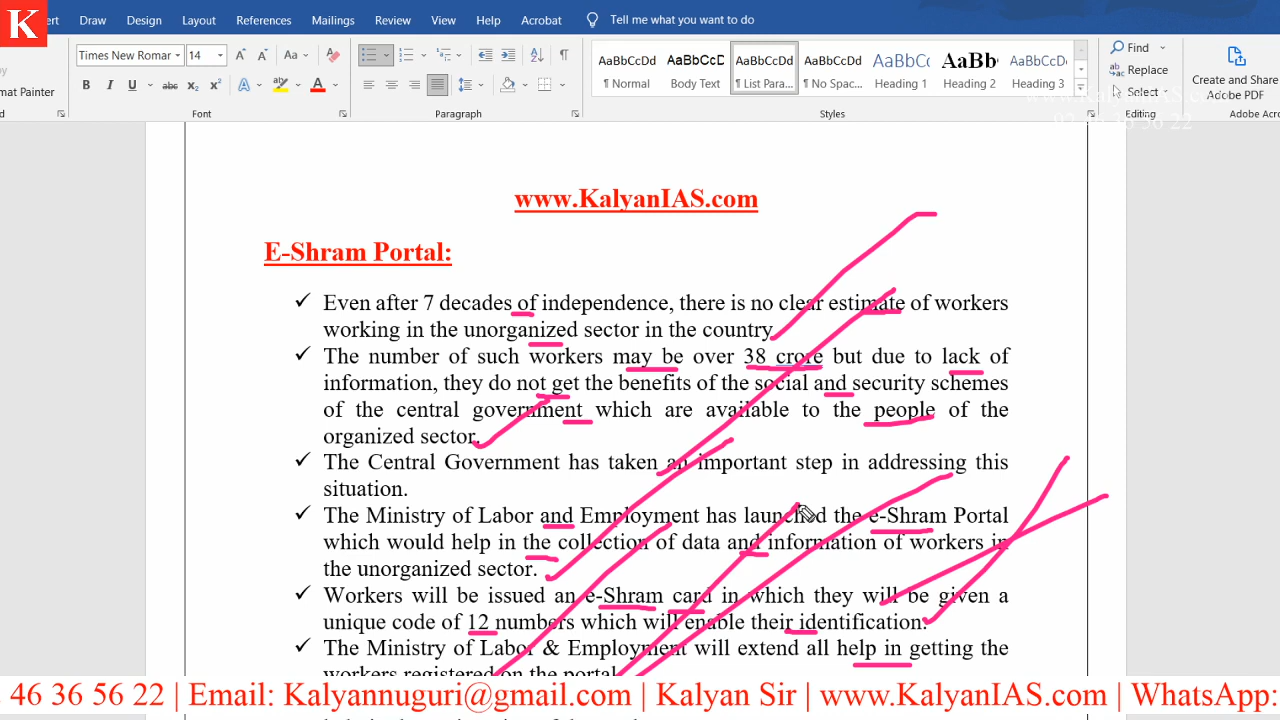 K
ert Draw Design Layout References Mailings Review View Help Acrobat Tell me what you want to do
Times New Romar 14 Aa
AaBbCcDd AaBbCcD AaBbCcDd AaBbCcDd AaBbCc AaBb AaBbCcD
Find
Replace
Select
Create and Share
Adobe PDF
mat Painter
B I U abc x₂ x² A A
¶ Normal Body Text ¶ List Para... ¶ No Spac... Heading 1 Heading 2 Heading 3
Font Paragraph Styles Editing Adobe Acro
www.KalyanIAS.com
E-Shram Portal:
✓ Even after 7 decades of independence, there is no clear estimate of workers
working in the unorganized sector in the country
✓ The number of such workers may be over 38 crore but due to lack of
information, they do not get the benefits of the social and security schemes
of the central government which are available to the people of the
organized sector.
✓ The Central Government has taken an important step in addressing this
situation.
✓ The Ministry of Labor and Employment has launched the e-Shram Portal
which would help in the collection of data and information of workers in
the unorganized sector.
✓ Workers will be issued an e-Shram card in which they will be given a
unique code of 12 numbers which will enable their identification.
✓ The Ministry of Labor & Employment will extend all help in getting the
workers registered on the portal
46 36 56 22 | Email: Kalyannuguri@gmail.com | Kalyan Sir | www.KalyanIAS.com | WhatsApp: